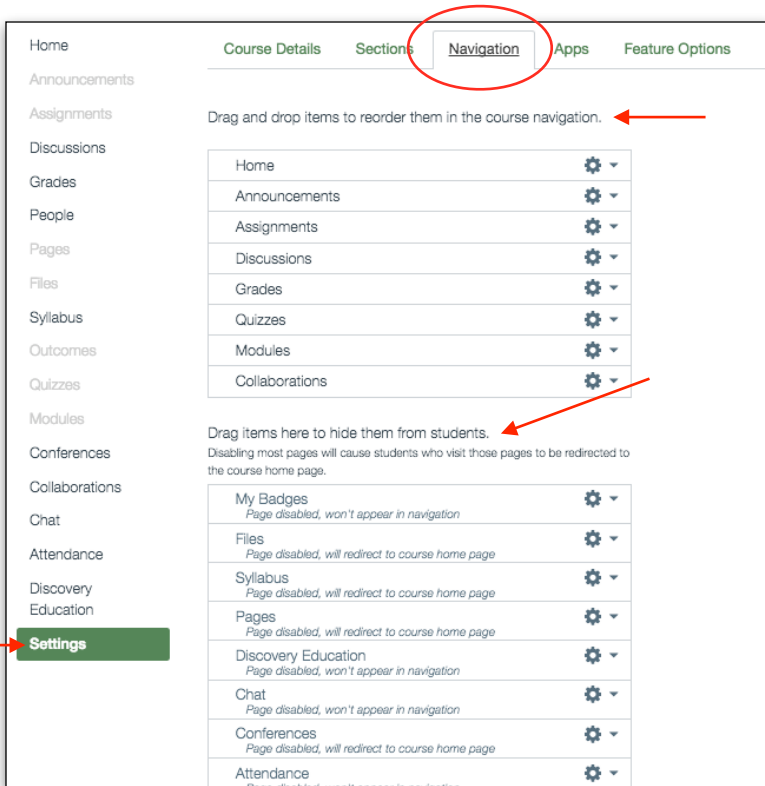 Home
Announcements
Assignments
Discussions
Grades
People
Pages
Files
Syllabus
Outcomes
Quizzes
Modules
Conferences
Collaborations
Chat
Attendance
Discovery
Education
Settings
Course Details Sections Navigation Apps Feature Options
Drag and drop items to reorder them in the course navigation.
Home
Announcements
Assignments
Discussions
Grades
Quizzes
Modules
Collaborations
Drag items here to hide them from students.
Disabling most pages will cause students who visit those pages to be redirected to
the course home page.
My Badges
Page disabled, won't appear in navigation
Files
Page disabled, will redirect to course home page
Syllabus
Page disabled, will redirect to course home page
Pages
Page disabled, will redirect to course home page
Discovery Education
Page disabled, won't appear in navigation
Chat
Page disabled, won't appear in navigation
Conferences
Page disabled, will redirect to course home page
Attendance